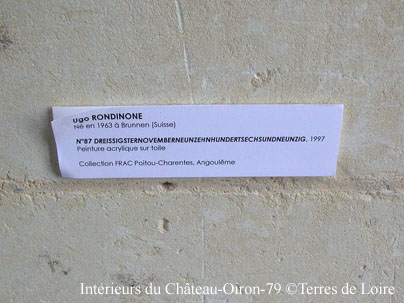 Ugo RONDINONE
Né en 1963 à Brunnen (Suisse)
N°87 DREISSIGSTERNOVEMBERNEUNZEHNHUNDERTSECHSUNDNEUNZIG, 1997
Peinture acrylique sur toile
Collection FRAC Poitou-Charentes, Angoulême
Intérieurs du Château-Oiron-79 ©Terres de Loire